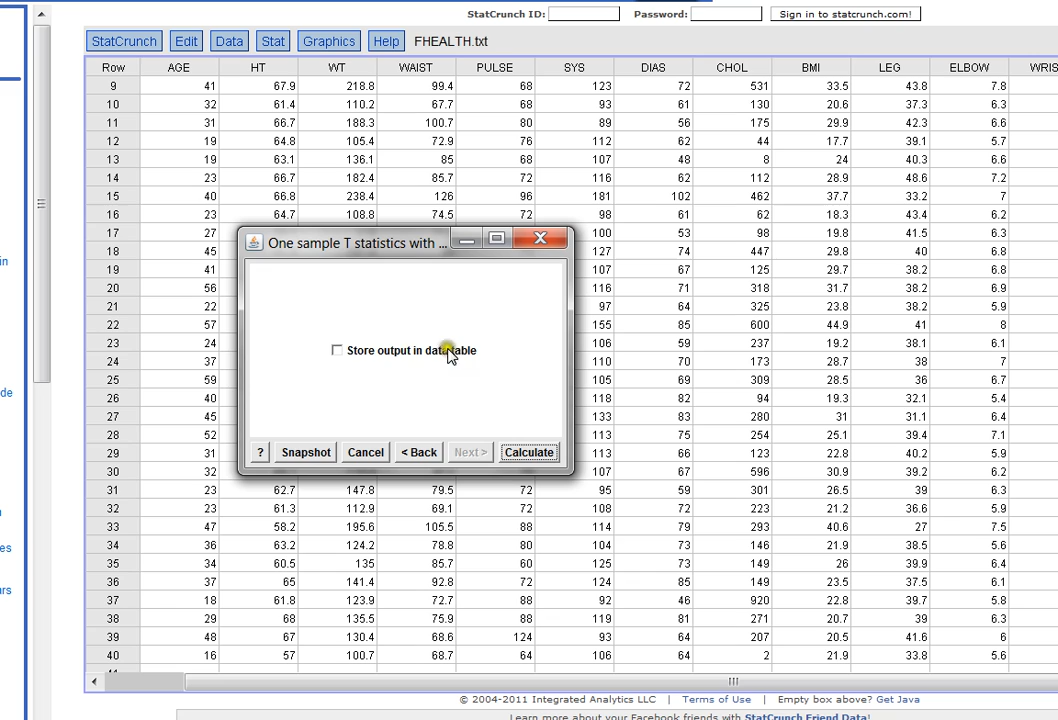 StatCrunch ID: Password: Sign in to statcrunch.com!
StatCrunch Edit Data Stat Graphics Help FHEALTH.txt
Row AGE HT WT WAIST PULSE SYS DIAS CHOL BMI LEG ELBOW WRIS
9 41 67.9 218.8 99.4 68 123 72 531 33.5 43.8 7.8
10 32 61.4 110.2 67.7 68 93 61 130 20.6 37.3 6.3
11 31 66.7 188.3 100.7 80 89 56 175 29.9 42.3 6.6
12 19 64.8 105.4 72.9 76 112 62 44 17.7 39.1 5.7
13 19 63.1 136.1 85 68 107 48 8 24 40.3 6.6
14 23 66.7 182.4 85.7 72 116 62 112 28.9 48.6 7.2
15 40 66.8 238.4 126 96 181 102 462 37.7 33.2 7
16 23 64.7 108.8 74.5 72 98 61 62 18.3 43.4 6.2
17 27 100 53 98 19.8 41.5 6.3
in 18 45 127 74 447 29.8 40 6.8
19 41 107 67 125 29.7 38.2 6.8
20 56 116 71 318 31.7 38.2 6.9
21 22 97 64 325 23.8 38.2 5.9
22 57 155 85 600 44.9 41 8
23 24 106 59 237 19.2 38.1 6.1
24 37 110 70 173 28.7 38 7
25 59 105 69 309 28.5 36 6.7
de 26 40 118 82 94 19.3 32.1 5.4
27 45 133 83 280 31 31.1 6.4
28 52 113 75 254 25.1 39.4 7.1
29 31 113 66 123 22.8 40.2 5.9
30 32 107 67 596 30.9 39.2 6.2
31 23 62.7 147.8 79.5 72 95 59 301 26.5 39 6.3
32 23 61.3 112.9 69.1 72 108 72 223 21.2 36.6 5.9
33 47 58.2 195.6 105.5 88 114 79 293 40.6 27 7.5
es 34 36 63.2 124.2 78.8 80 104 73 146 21.9 38.5 5.6
35 34 60.5 135 85.7 60 125 73 149 26 39.9 6.4
urs 36 37 65 141.4 92.8 72 124 85 149 23.5 37.5 6.1
37 18 61.8 123.9 72.7 88 92 46 920 22.8 39.7 5.8
38 29 68 135.5 75.9 88 119 81 271 20.7 39 6.3
39 48 67 130.4 68.6 124 93 64 207 20.5 41.6 6
40 16 57 100.7 68.7 64 106 64 2 21.9 33.8 5.6
One sample T statistics with ...
Store output in data table
? Snapshot Cancel < Back Next > Calculate
© 2004-2011 Integrated Analytics LLC | Terms of Use | Empty box above? Get Java
Learn more about your Facebook friends with StatCrunch Friend Data!